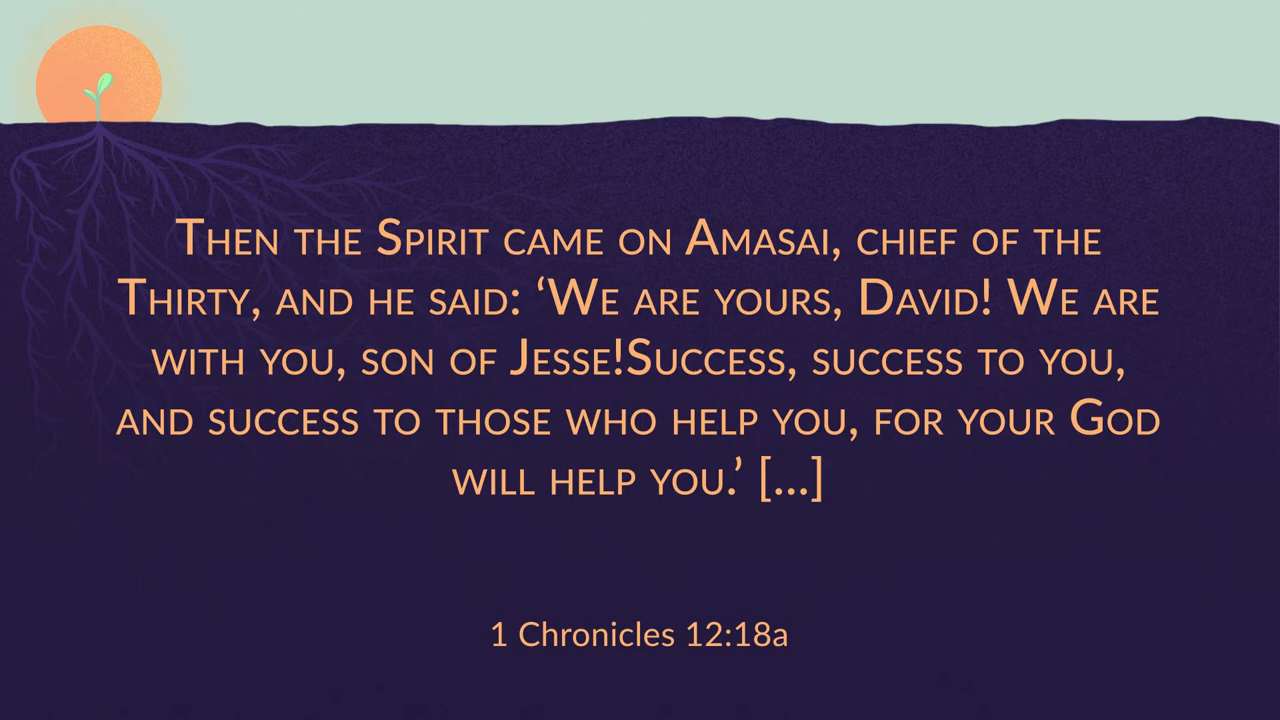 Then the Spirit came on Amasai, chief of the
Thirty, and he said: ‘We are yours, David! We are
with you, son of Jesse!Success, success to you,
and success to those who help you, for your God
will help you.’ [...]
1 Chronicles 12:18a